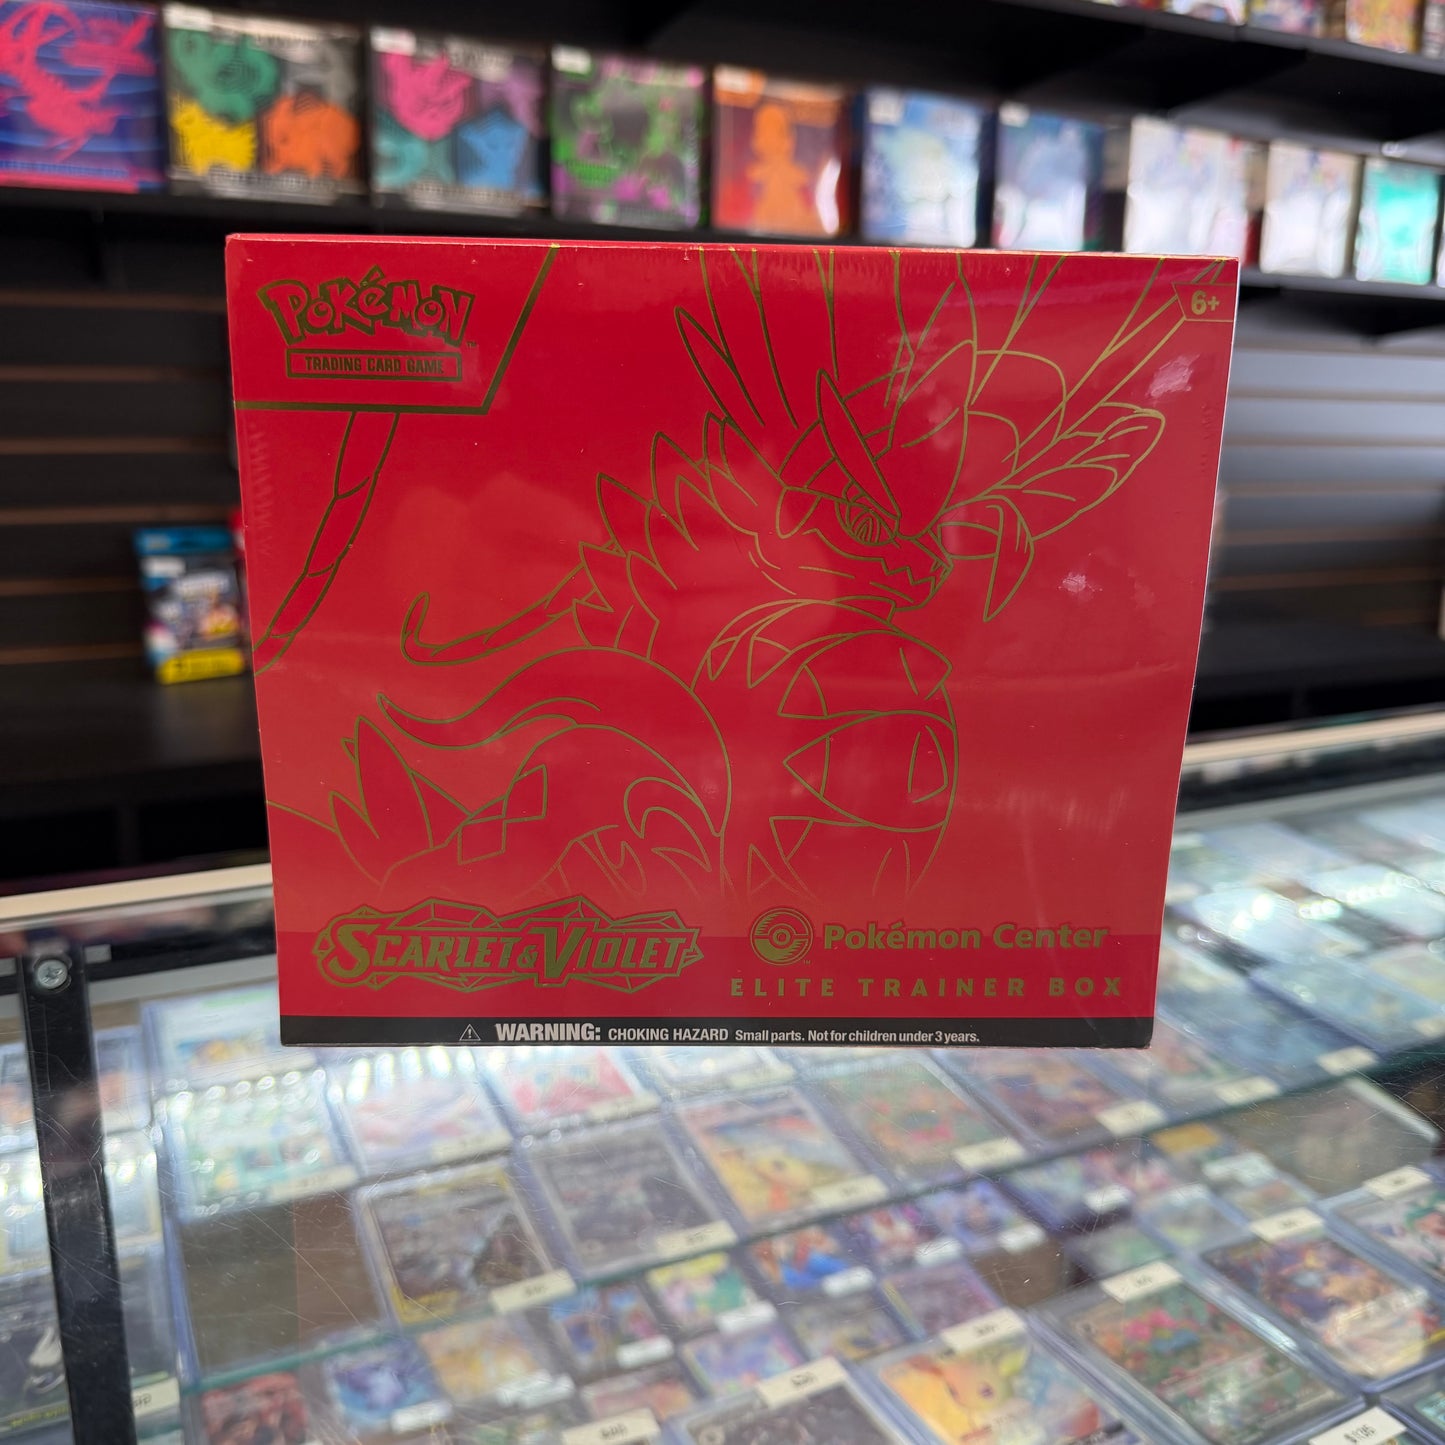 POKéMON™
TRADING CARD GAME
6+
SCARLET & VIOLET
Pokémon Center
ELITE TRAINER BOX
⚠ WARNING: CHOKING HAZARD Small parts. Not for children under 3 years.